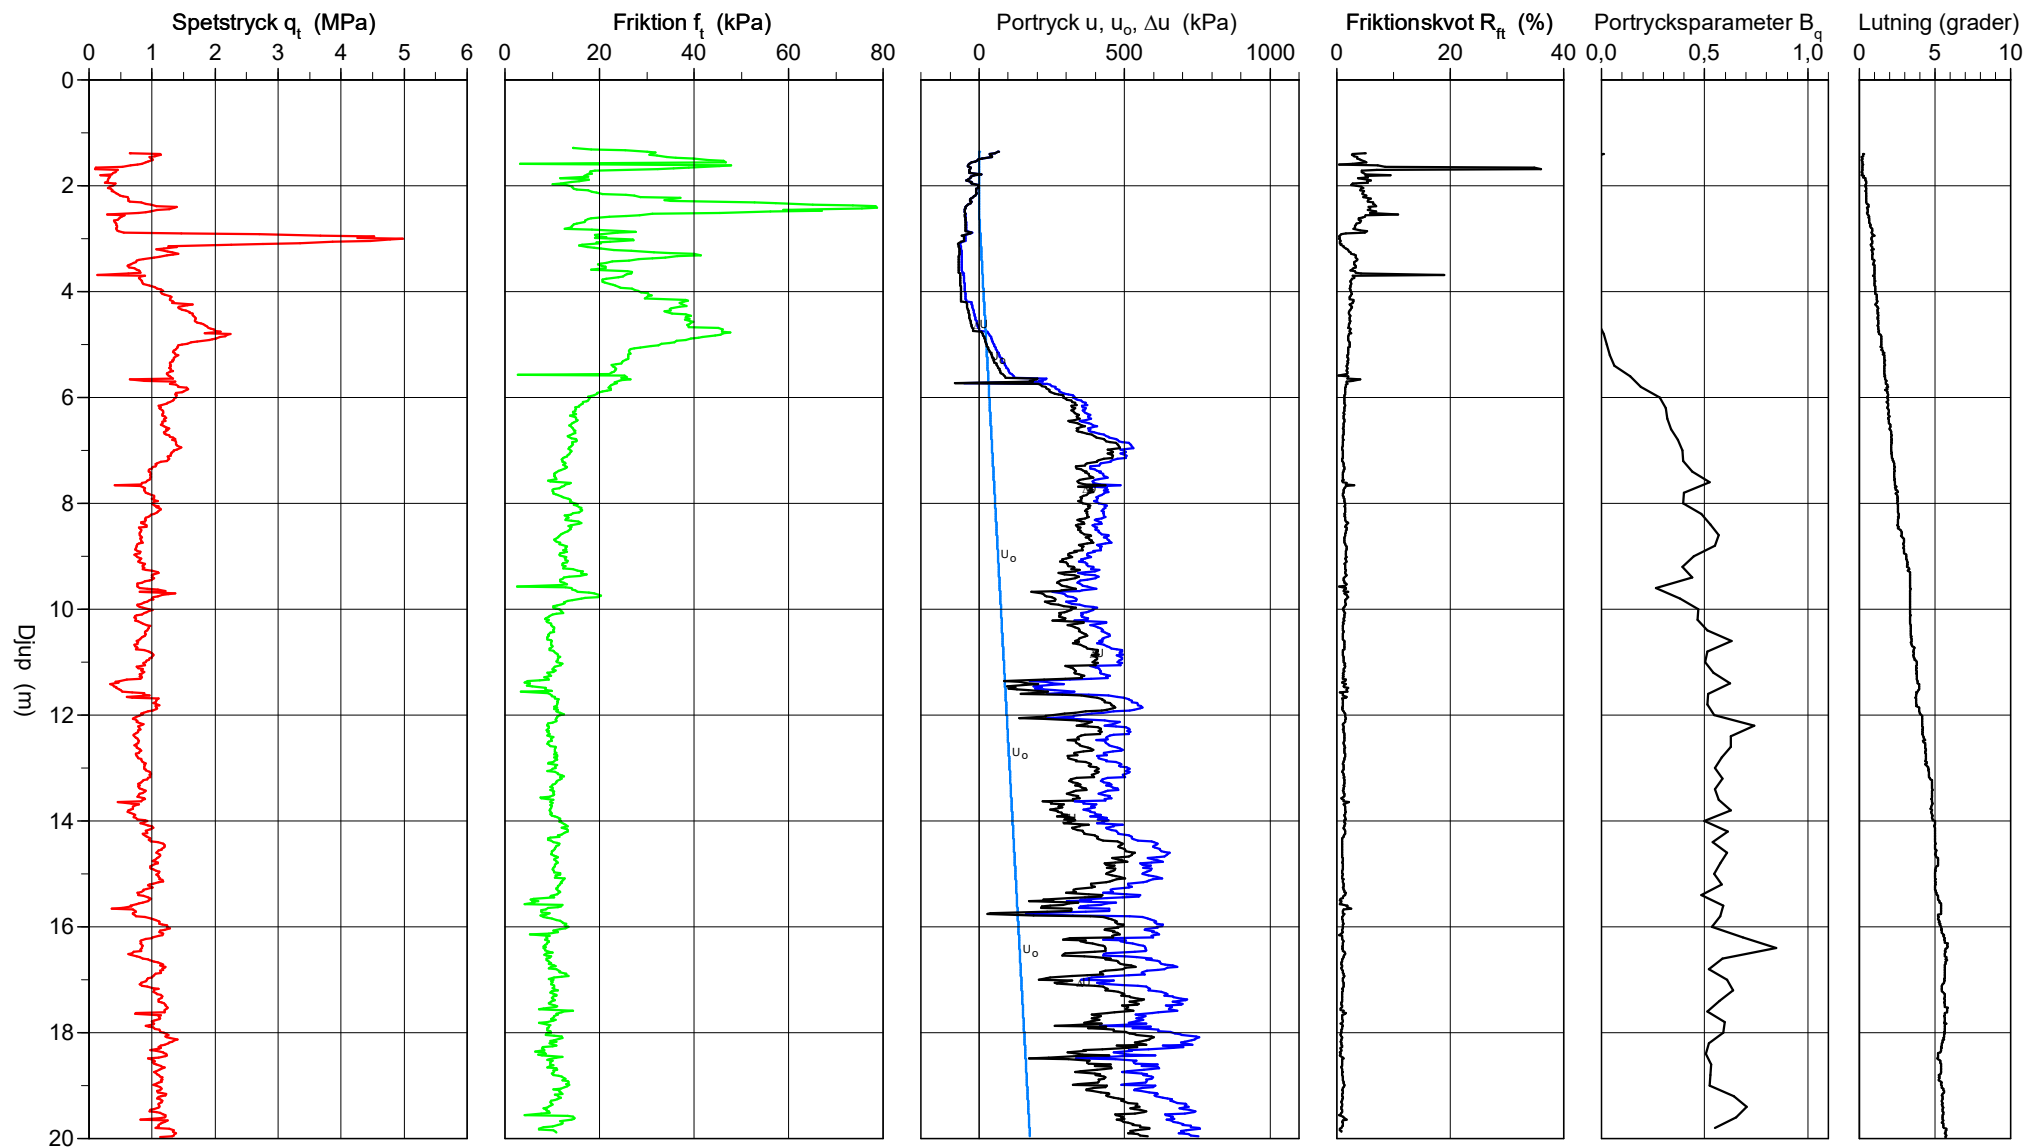 Spetstryck qt (MPa)
Friktion ft (kPa)
Portryck u, uo, Δu (kPa)
Friktionskvot Rft (%)
Portrycksparameter Bq
Lutning (grader)
0 1 2 3 4 5 6
0 20 40 60 80
0 500 1000
0 20 40
0,0 0,5 1,0
0 5 10
0
2
4
6
8
10
12
14
16
18
20
Djup (m)
uo
uo
uo
uo